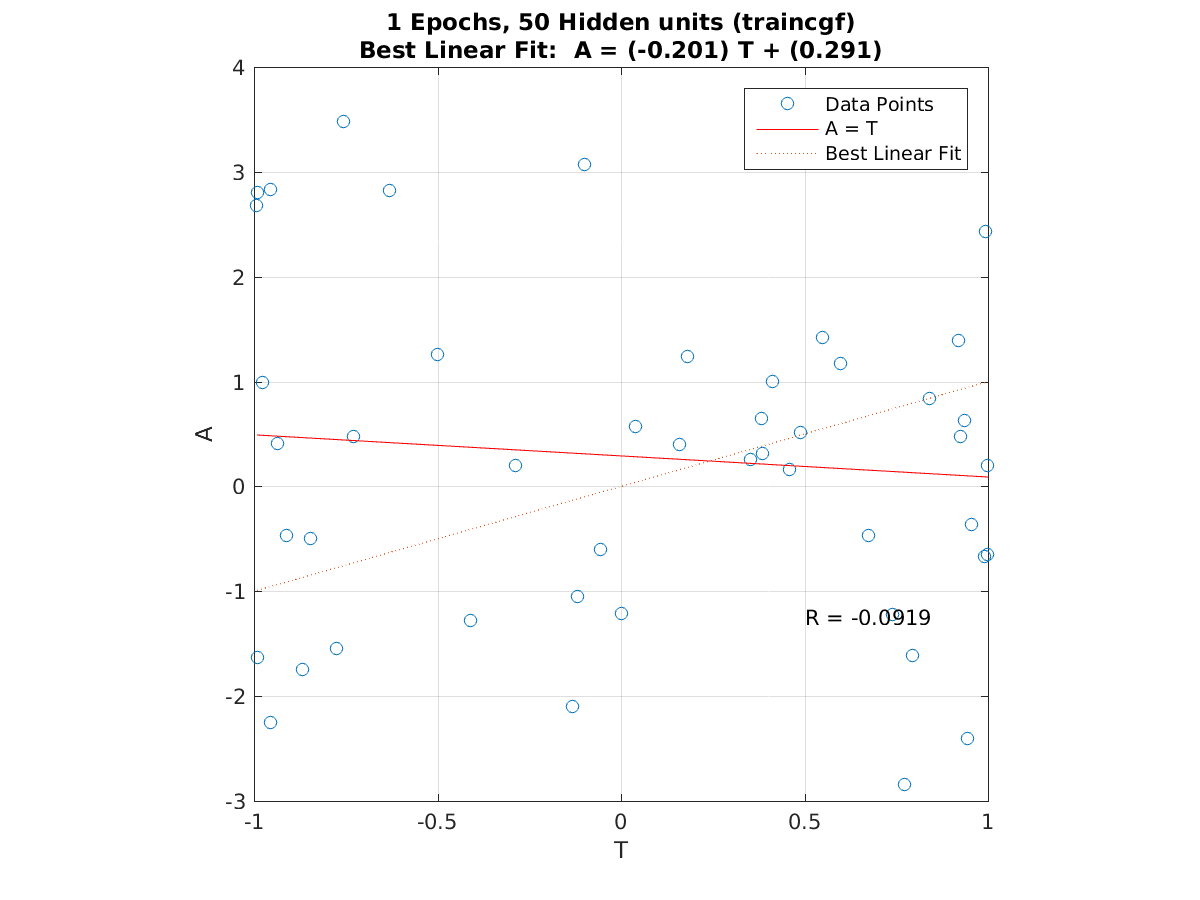 1 Epochs, 50 Hidden units (traincgf)
Best Linear Fit:  A = (-0.201) T + (0.291)
4
3
2
1
0
-1
-2
-3
A
Data Points
A = T
Best Linear Fit
R = -0.0919
-1
-0.5
0
0.5
1
T